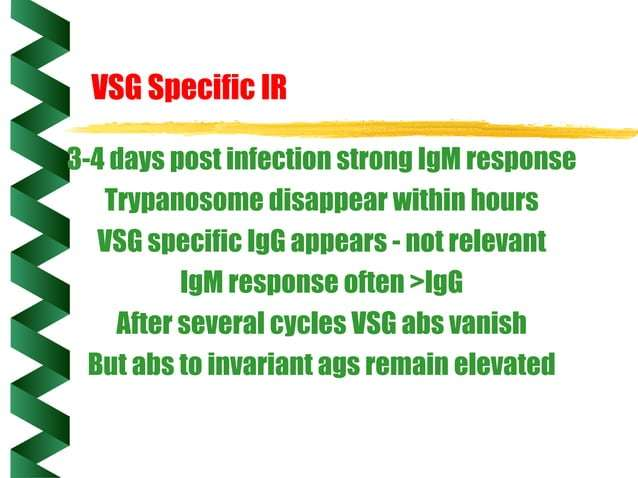 VSG Specific IR
3-4 days post infection strong IgM response
Trypanosome disappear within hours
VSG specific IgG appears - not relevant
IgM response often >IgG
After several cycles VSG abs vanish
But abs to invariant ags remain elevated